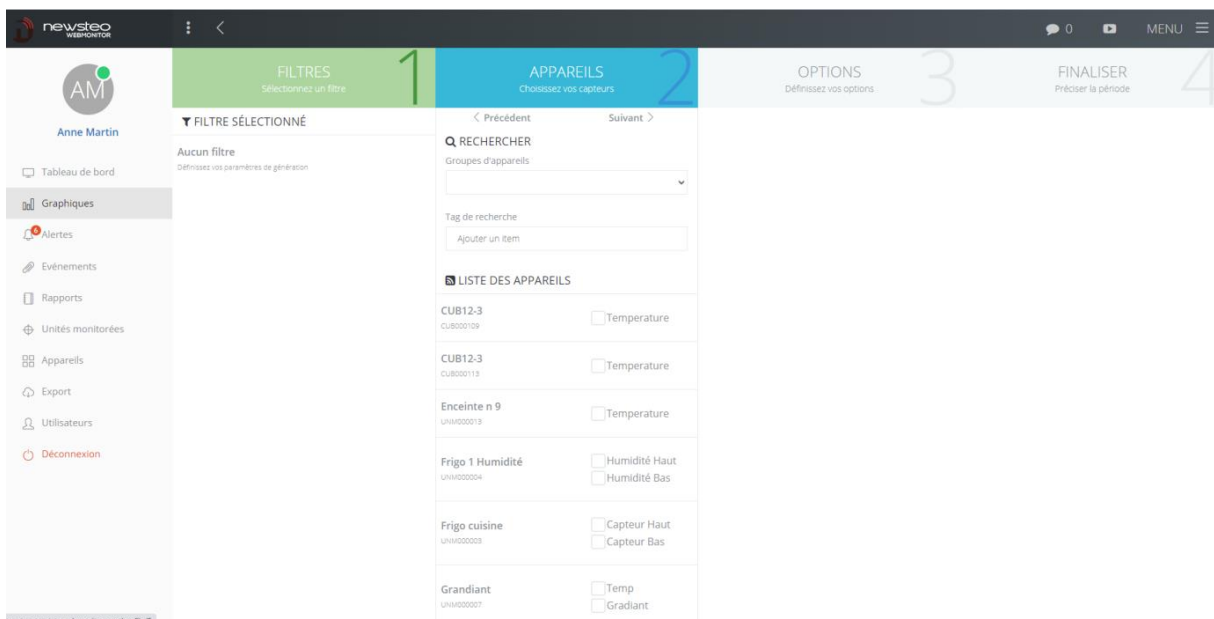 newsteo
WEBMONITOR
0
MENU
AM
Anne Martin
Tableau de bord
Graphiques
6
Alertes
Evénements
Rapports
Unités monitorées
Appareils
Export
Utilisateurs
Déconnexion
FILTRES
Sélectionnez un filtre
1
FILTRE SÉLECTIONNÉ
Aucun filtre
Définissez vos paramètres de génération
APPAREILS
Choisissez vos capteurs
2
Précédent Suivant
RECHERCHER
Groupes d'appareils
Tag de recherche
Ajouter un item
LISTE DES APPAREILS
CUB12-3
CUB000109
Temperature
CUB12-3
CUB000113
Temperature
Enceinte n 9
UNM000013
Temperature
Frigo 1 Humidité
UNM000004
Humidité Haut
Humidité Bas
Frigo cuisine
UNM000003
Capteur Haut
Capteur Bas
Grandiant
UNM000007
Temp
Gradiant
OPTIONS
Définissez vos options
3
FINALISER
Préciser la période
4